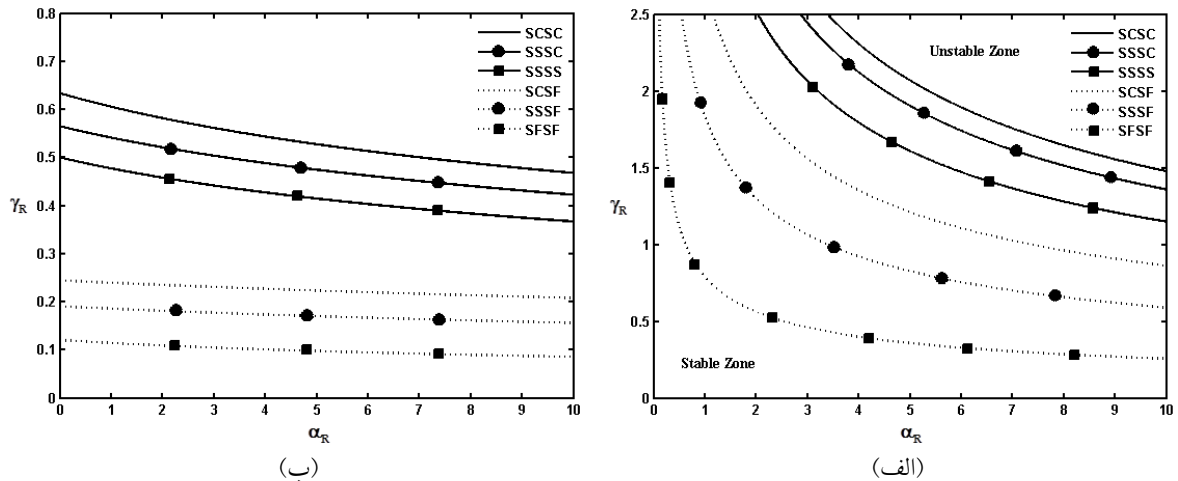 0.8
0.7
0.6
0.5
0.4
0.3
0.2
0.1
0
γR
0 1 2 3 4 5 6 7 8 9 10
αR
SCSC
SSSC
SSSS
SCSF
SSSF
SFSF
(ب)
2.5
2
1.5
1
0.5
0
γR
0 1 2 3 4 5 6 7 8 9 10
αR
Unstable Zone
SCSC
SSSC
SSSS
SCSF
SSSF
SFSF
Stable Zone
(الف)